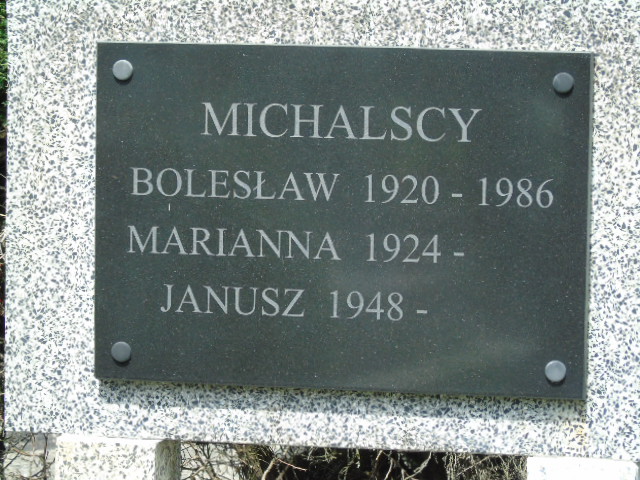 MICHALSCY
BOLESŁAW 1920 - 1986
MARIANNA 1924 -
JANUSZ 1948 -